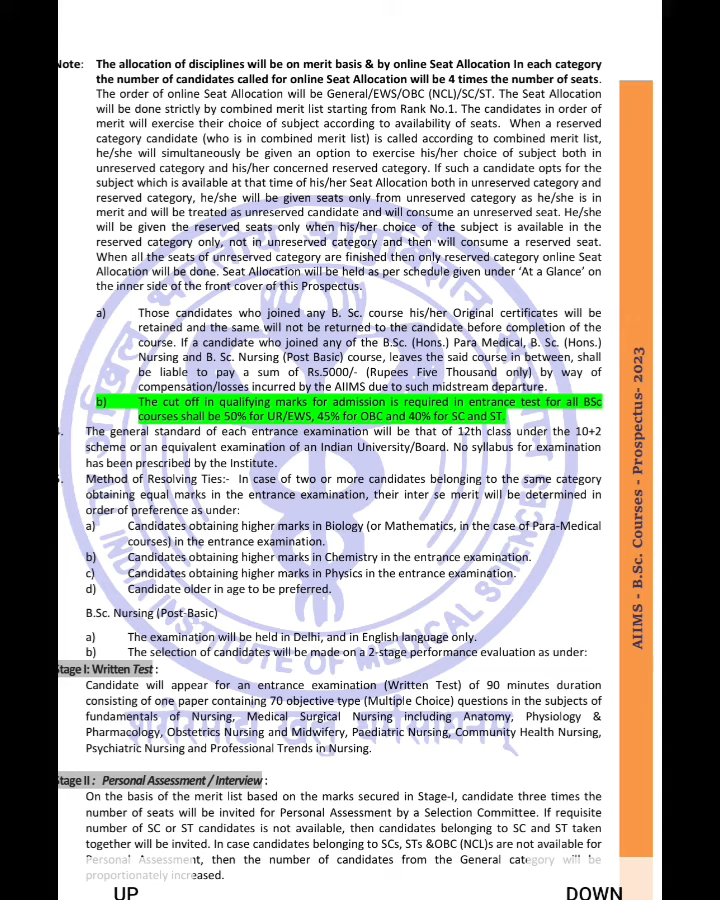 Note: The allocation of disciplines will be on merit basis & by online Seat Allocation In each category
the number of candidates called for online Seat Allocation will be 4 times the number of seats.
The order of online Seat Allocation will be General/EWS/OBC (NCL)/SC/ST. The Seat Allocation
will be done strictly by combined merit list starting from Rank No.1. The candidates in order of
merit will exercise their choice of subject according to availability of seats. When a reserved
category candidate (who is in combined merit list) is called according to combined merit list,
he/she will simultaneously be given an option to exercise his/her choice of subject both in
unreserved category and his/her concerned reserved category. If such a candidate opts for the
subject which is available at that time of his/her Seat Allocation both in unreserved category and
reserved category, he/she will be given seats only from unreserved category as he/she is in
merit and will be treated as unreserved candidate and will consume an unreserved seat. He/she
will be given the reserved seats only when his/her choice of the subject is available in the
reserved category only, not in unreserved category and then will consume a reserved seat.
When all the seats of unreserved category are finished then only reserved category online Seat
Allocation will be done. Seat Allocation will be held as per schedule given under ‘At a Glance’ on
the inner side of the front cover of this Prospectus.
a) Those candidates who joined any B. Sc. course his/her Original certificates will be
retained and the same will not be returned to the candidate before completion of the
course. If a candidate who joined any of the B.Sc. (Hons.) Para Medical, B. Sc. (Hons.)
Nursing and B. Sc. Nursing (Post Basic) course, leaves the said course in between, shall
be liable to pay a sum of Rs.5000/- (Rupees Five Thousand only) by way of
compensation/losses incurred by the AIIMS due to such midstream departure.
b) The cut off in qualifying marks for admission is required in entrance test for all BSc
courses shall be 50% for UR/EWS, 45% for OBC and 40% for SC and ST.
The general standard of each entrance examination will be that of 12th class under the 10+2
scheme or an equivalent examination of an Indian University/Board. No syllabus for examination
has been prescribed by the Institute.
Method of Resolving Ties:- In case of two or more candidates belonging to the same category
obtaining equal marks in the entrance examination, their inter se merit will be determined in
order of preference as under:
a) Candidates obtaining higher marks in Biology (or Mathematics, in the case of Para-Medical
courses) in the entrance examination.
b) Candidates obtaining higher marks in Chemistry in the entrance examination.
c) Candidates obtaining higher marks in Physics in the entrance examination.
d) Candidate older in age to be preferred.
B.Sc. Nursing (Post-Basic)
a) The examination will be held in Delhi, and in English language only.
b) The selection of candidates will be made on a 2-stage performance evaluation as under:
Stage I: Written Test :
Candidate will appear for an entrance examination (Written Test) of 90 minutes duration
consisting of one paper containing 70 objective type (Multiple Choice) questions in the subjects of
fundamentals of Nursing, Medical Surgical Nursing including Anatomy, Physiology &
Pharmacology, Obstetrics Nursing and Midwifery, Paediatric Nursing, Community Health Nursing,
Psychiatric Nursing and Professional Trends in Nursing.
Stage II : Personal Assessment / Interview :
On the basis of the merit list based on the marks secured in Stage-I, candidate three times the
number of seats will be invited for Personal Assessment by a Selection Committee. If requisite
number of SC or ST candidates is not available, then candidates belonging to SC and ST taken
together will be invited. In case candidates belonging to SCs, STs &OBC (NCL)s are not available for
Personal Assessment, then the number of candidates from the General category will be
proportionately increased.
AIIMS - B.Sc. Courses - Prospectus- 2023
UP DOWN